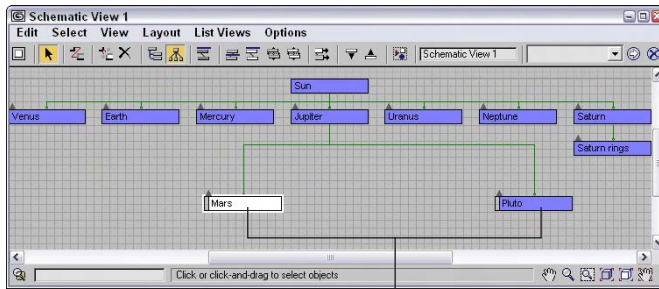 Schematic View 1
Edit Select View Layout List Views Options
Schematic View 1
Sun
Venus Earth Mercury Jupiter Uranus Neptune Saturn
Saturn rings
Mars Pluto
Click or click-and-drag to select objects